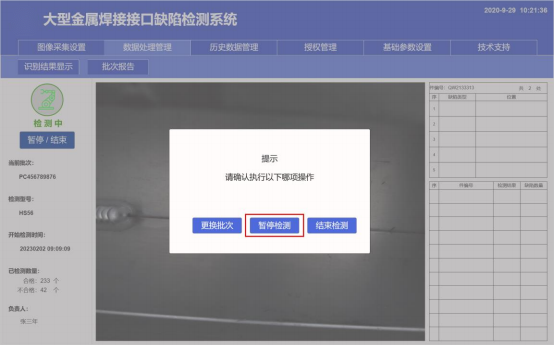 2020-9-29 10:21:36
大型金属焊接接口缺陷检测系统
图像采集设置 数据处理管理 历史数据管理 授权管理 基础参数设置 技术支持
识别结果显示 批次报告
检测中
暂停 / 结束
当前批次:
PC456789876
检测型号:
HS56
开始检测时间:
20230202 09:09:09
已检测数量:
合格: 233 个
不合格: 42 个
负责人:
张三年
提示
请确认执行以下哪项操作
更换批次 暂停检测 结束检测
共 2 件
序 缺陷类型 位置
1
2
3
4
5
序 件编号 检测结果 缺陷数量